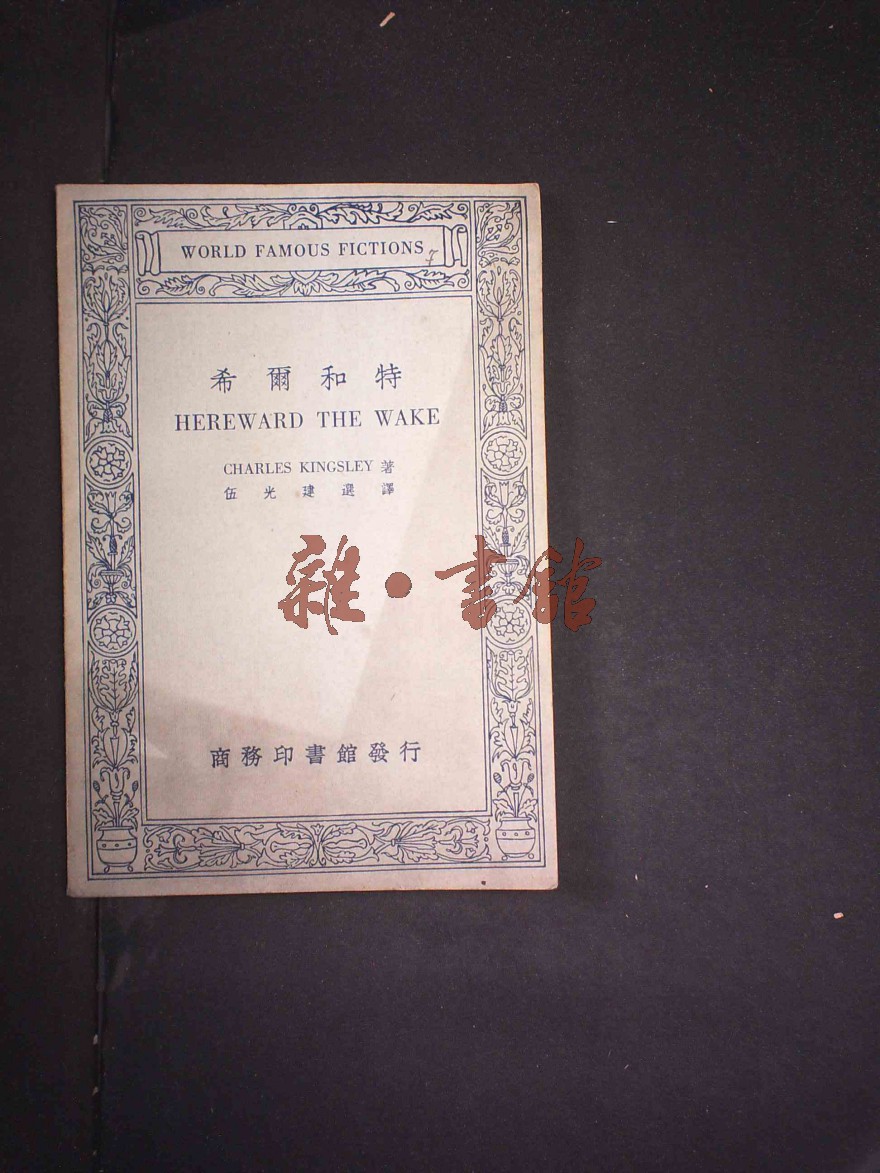 WORLD FAMOUS FICTIONS 7
希爾和特
HEREWARD THE WAKE
CHARLES KINGSLEY 著
伍光建選譯
雜·書館
商務印書館發行